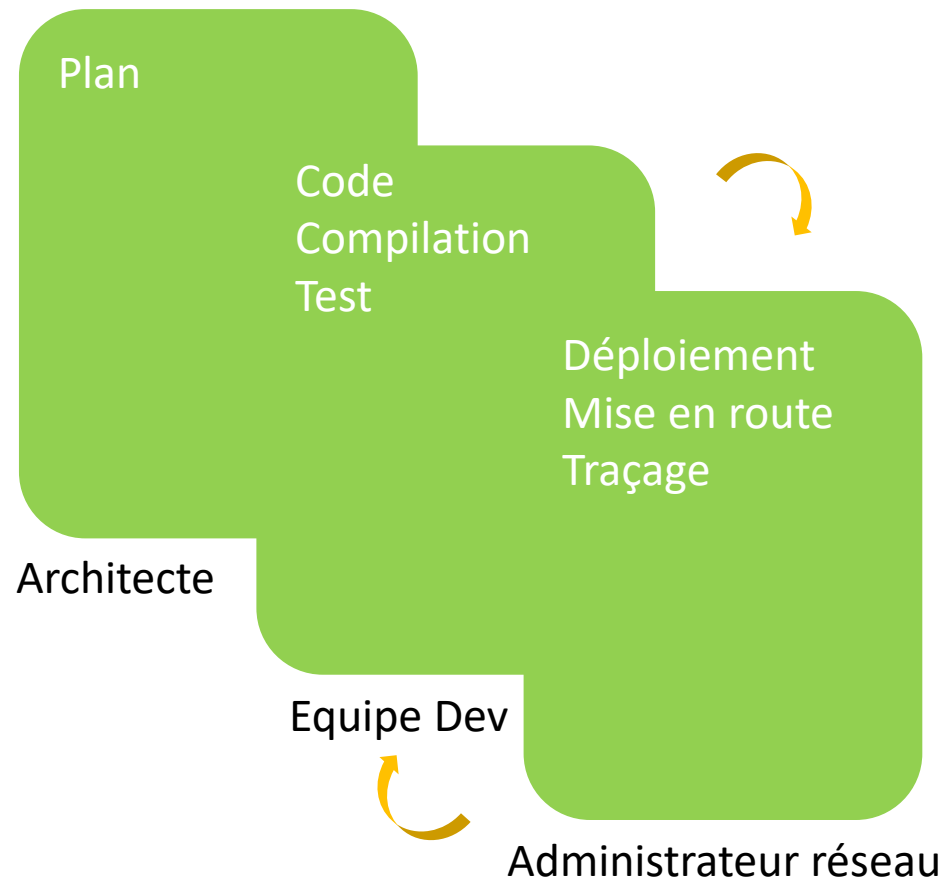 Plan
Code
Compilation
Test
Déploiement
Mise en route
Traçage
Architecte
Equipe Dev
Administrateur réseau